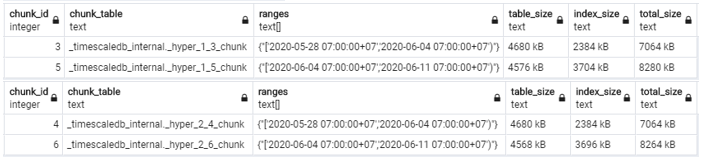 chunk_id chunk_table ranges table_size index_size total_size
integer text text[] text text text
3 _timescaledb_internal._hyper_1_3_chunk {"['2020-05-28 07:00:00+07','2020-06-04 07:00:00+07')"} 4680 kB 2384 kB 7064 kB
5 _timescaledb_internal._hyper_1_5_chunk {"['2020-06-04 07:00:00+07','2020-06-11 07:00:00+07')"} 4576 kB 3704 kB 8280 kB
chunk_id chunk_table ranges table_size index_size total_size
integer text text[] text text text
4 _timescaledb_internal._hyper_2_4_chunk {"['2020-05-28 07:00:00+07','2020-06-04 07:00:00+07')"} 4680 kB 2384 kB 7064 kB
6 _timescaledb_internal._hyper_2_6_chunk {"['2020-06-04 07:00:00+07','2020-06-11 07:00:00+07')"} 4568 kB 3696 kB 8264 kB